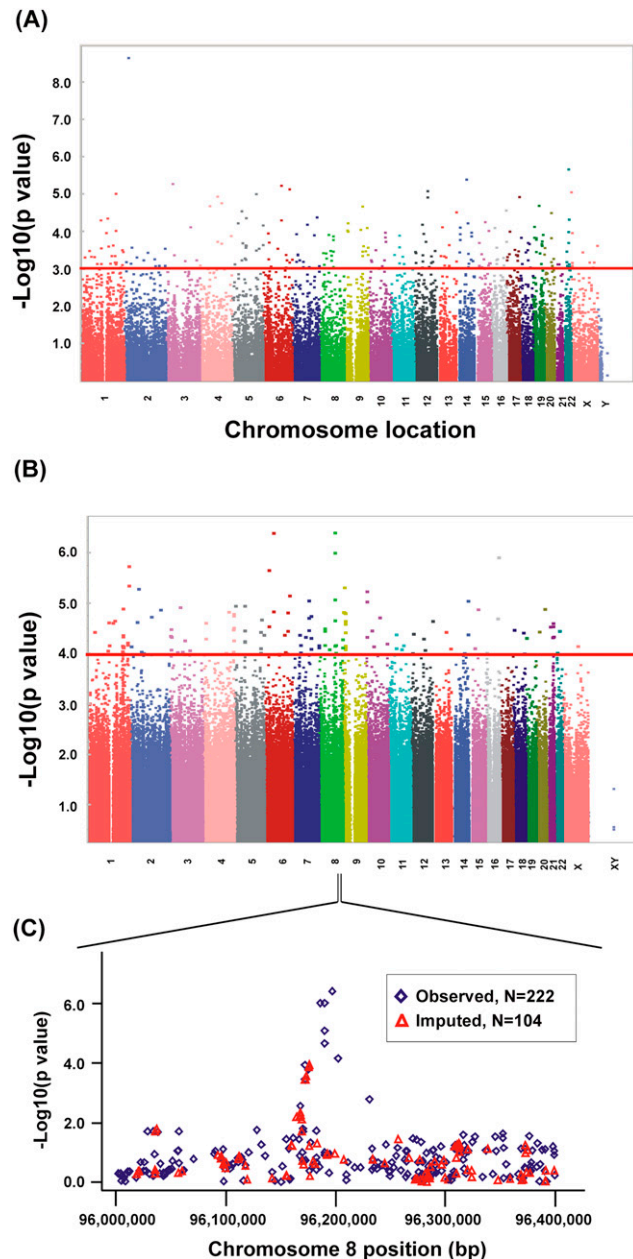 (A)
-Log10(p value)
8.0
7.0
6.0
5.0
4.0
3.0
2.0
1.0
1 2 3 4 5 6 7 8 9 10 11 12 13 14 15 16 17 18 19 20 21 22 X Y
Chromosome location
(B)
-Log10(p value)
6.0
5.0
4.0
3.0
2.0
1.0
1 2 3 4 5 6 7 8 9 10 11 12 13 14 15 16 17 18 19 20 21 22 X XY
(C)
-Log10(p value)
6.0
4.0
2.0
0.0
Observed, N=222
Imputed, N=104
96,000,000 96,100,000 96,200,000 96,300,000 96,400,000
Chromosome 8 position (bp)